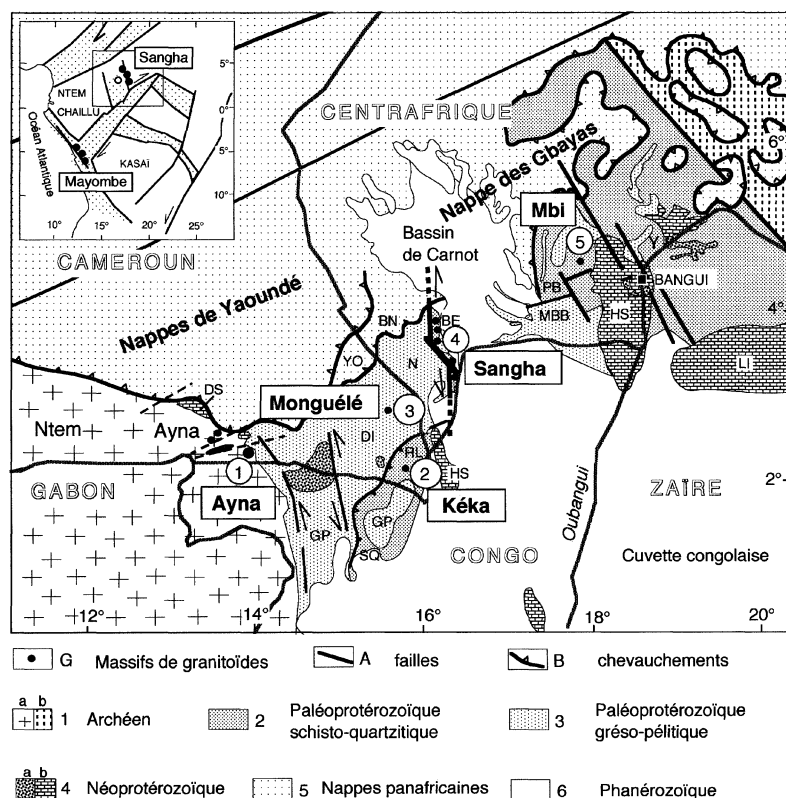 Sangha
5°
NTEM
CHAILLU
0°
Océan Atlantique
KASAÏ
5°
Mayombe
10°
10° 15° 20° 25°
CENTRAFRIQUE
6°
Nappe des Gbayas
Mbi
Bassin
de Carnot
5
Y
CAMEROUN
BANGUI
PB
Nappes de Yaoundé
BN BE MBB HS 4°
4
YO N
Sangha
LI
DS
Monguélé
3
Ntem Ayna
DI
RL
1 2 HS 2°
GABON
Ayna Kéka
ZAÏRE
GP GP
Oubangui
SQ
CONGO
Cuvette congolaise
12° 14° 16° 18° 20°
G Massifs de granitoïdes A failles B chevauchements
a b
1 Archéen 2 Paléoprotérozoïque schisto-quartzitique 3 Paléoprotérozoïque gréso-pélitique
a b
4 Néoprotérozoïque 5 Nappes panafricaines 6 Phanérozoïque